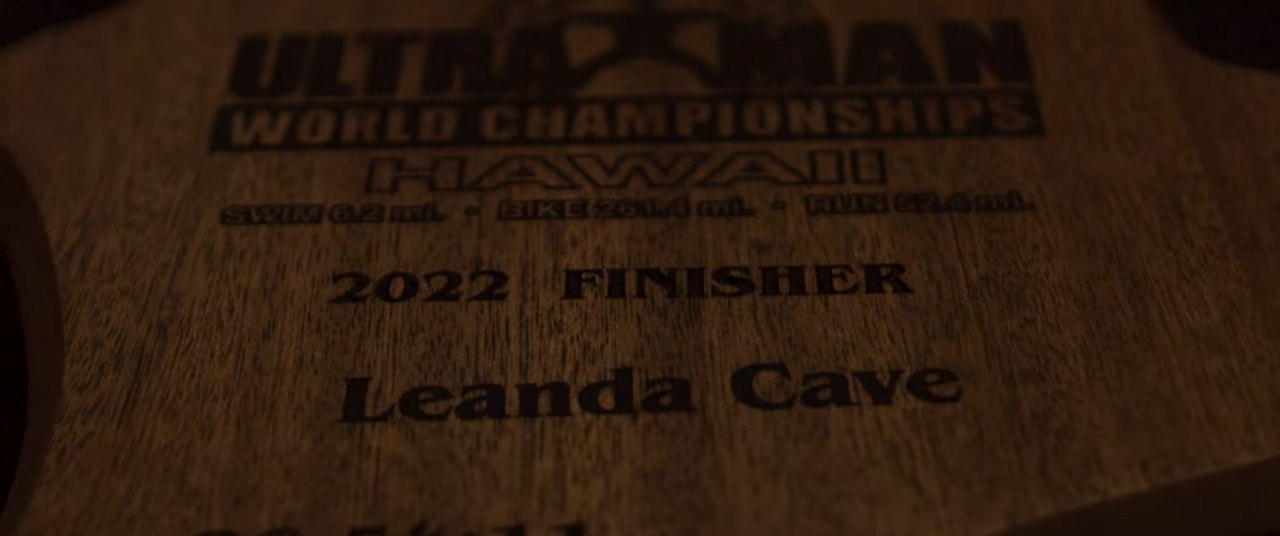 ULTRAMAN
WORLD CHAMPIONSHIPS
HAWAII
SWIM 6.2 mi. • BIKE 261.4 mi. • RUN 52.4 mi.
2022 FINISHER
Leanda Cave